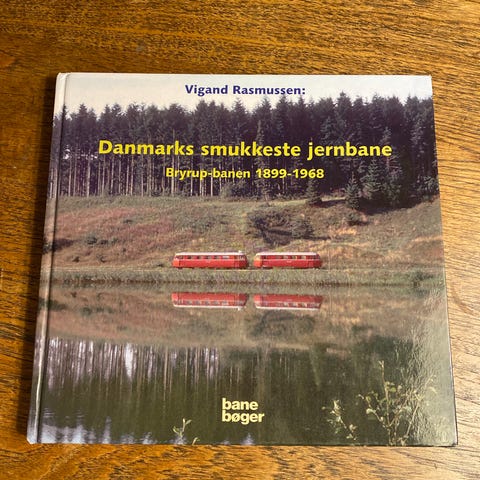 Vigand Rasmussen:
Danmarks smukkeste jernbane
Bryrup-banen 1899-1968
bane
bøger